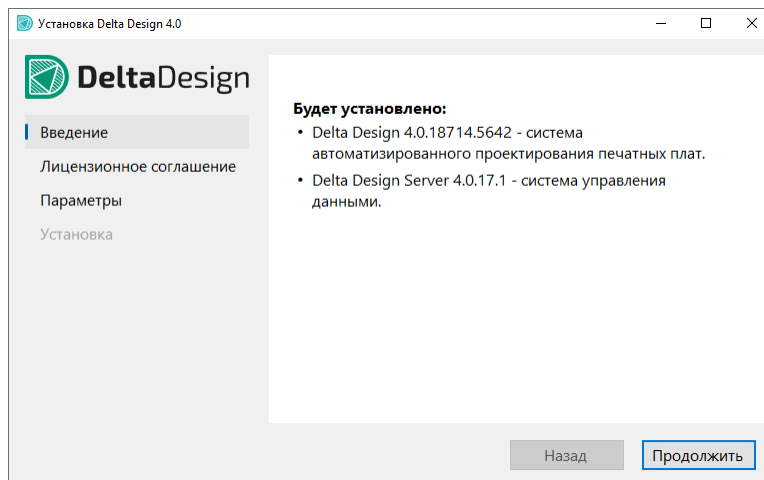 Установка Delta Design 4.0
DeltaDesign
Введение
Лицензионное соглашение
Параметры
Установка
Будет установлено:
• Delta Design 4.0.18714.5642 - система
автоматизированного проектирования печатных плат.
• Delta Design Server 4.0.17.1 - система управления
данными.
Назад
Продолжить